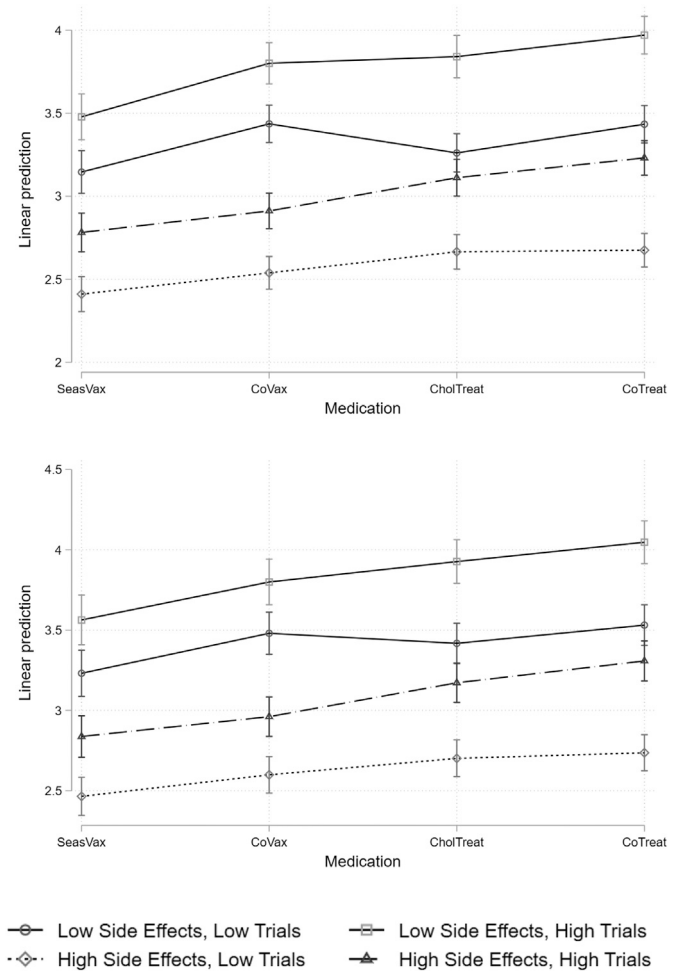 4
3.5
3
2.5
2
Linear prediction
SeasVax CoVax CholTreat CoTreat
Medication
4.5
4
3.5
3
2.5
Linear prediction
SeasVax CoVax CholTreat CoTreat
Medication
Low Side Effects, Low Trials Low Side Effects, High Trials
High Side Effects, Low Trials High Side Effects, High Trials